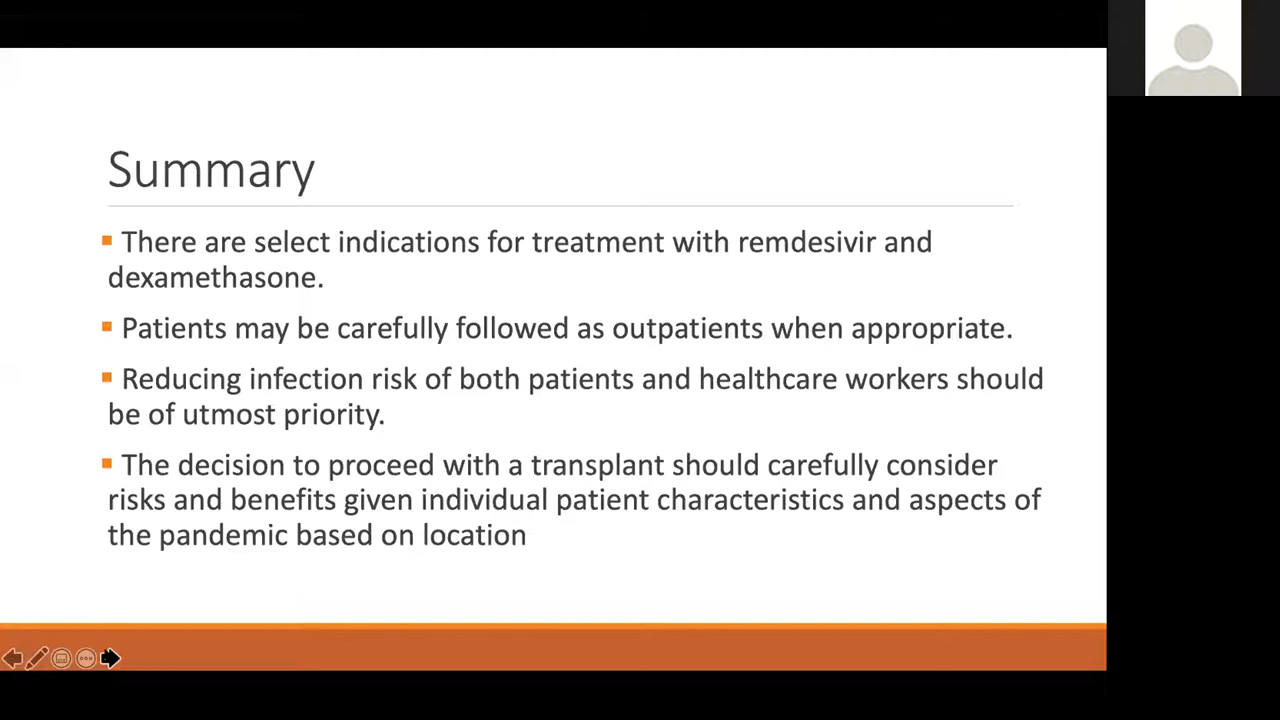 Summary
▪ There are select indications for treatment with remdesivir and
dexamethasone.
▪ Patients may be carefully followed as outpatients when appropriate.
▪ Reducing infection risk of both patients and healthcare workers should
be of utmost priority.
▪ The decision to proceed with a transplant should carefully consider
risks and benefits given individual patient characteristics and aspects of
the pandemic based on location